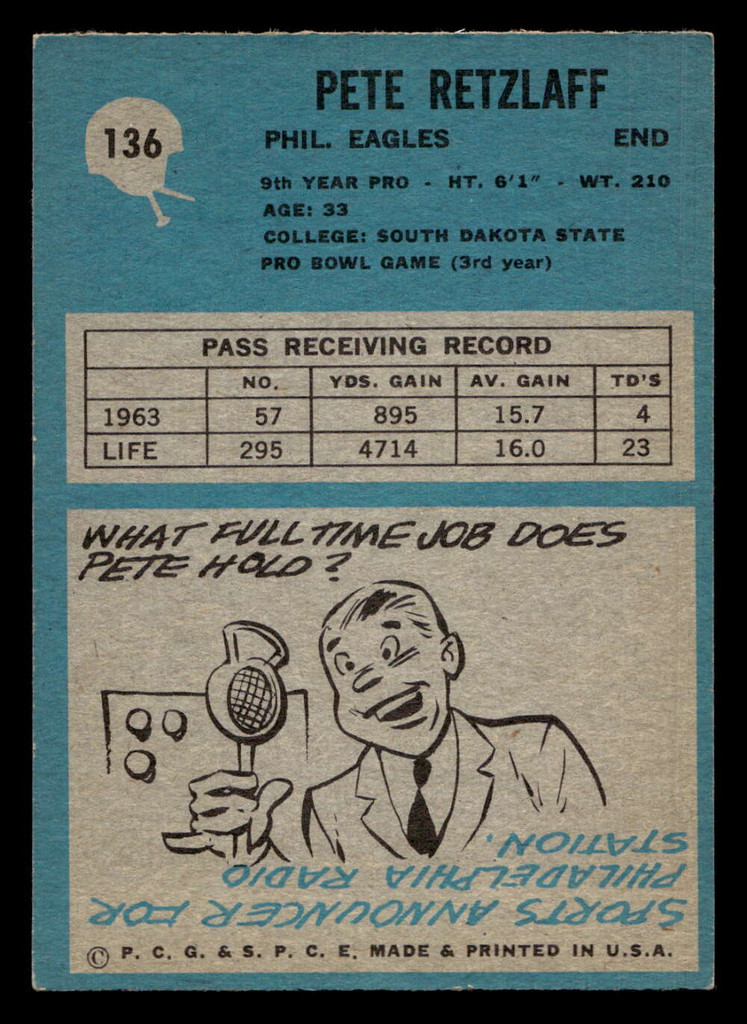 136
PETE RETZLAFF
PHIL. EAGLES END
9th YEAR PRO - HT. 6'1" - WT. 210
AGE: 33
COLLEGE: SOUTH DAKOTA STATE
PRO BOWL GAME (3rd year)
PASS RECEIVING RECORD
NO. YDS. GAIN AV. GAIN TD'S
1963 57 895 15.7 4
LIFE 295 4714 16.0 23
WHAT FULL TIME JOB DOES
PETE HOLD?
SPORTS ANNOUNCER FOR
PHILADELPHIA RADIO
STATION.
© P. C. G. & S. P. C. E. MADE & PRINTED IN U.S.A.